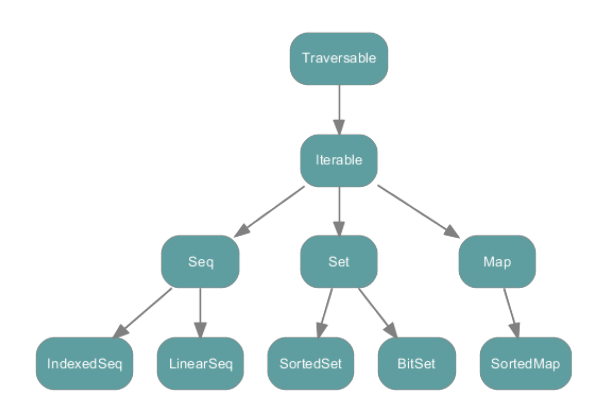 Traversable
Iterable
Seq
Set
Map
IndexedSeq
LinearSeq
SortedSet
BitSet
SortedMap